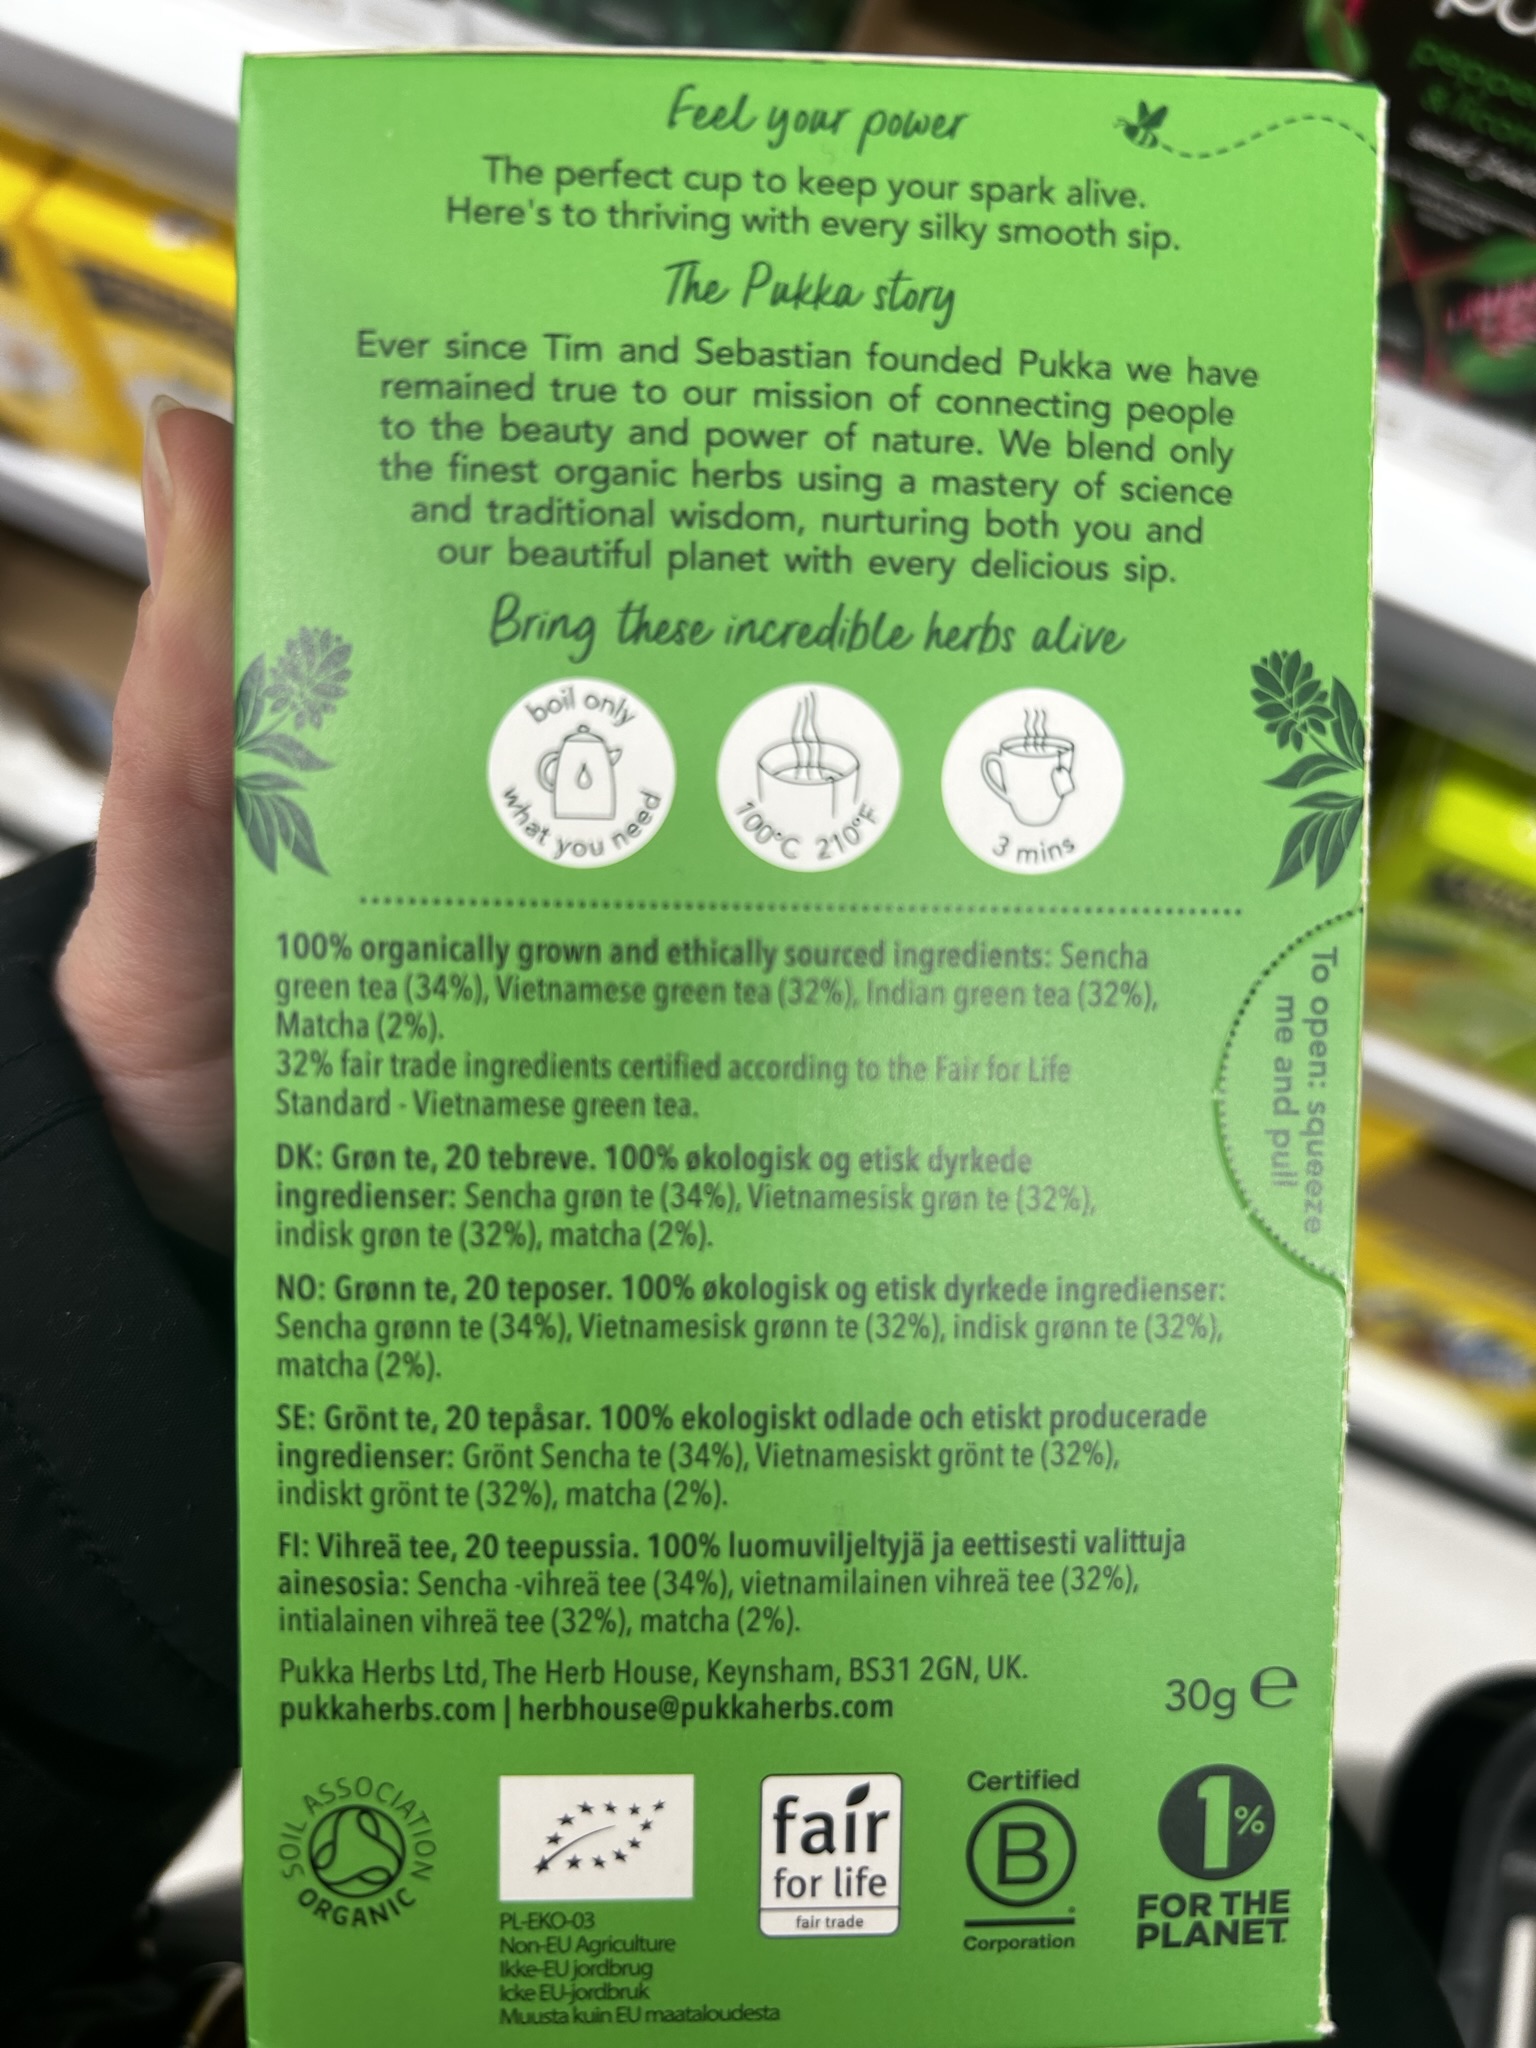 Feel your power
The perfect cup to keep your spark alive.
Here's to thriving with every silky smooth sip.
The Pukka story
Ever since Tim and Sebastian founded Pukka we have
remained true to our mission of connecting people
to the beauty and power of nature. We blend only
the finest organic herbs using a mastery of science
and traditional wisdom, nurturing both you and
our beautiful planet with every delicious sip.
Bring these incredible herbs alive
boil only
what you need
100°C 210°F
3 mins
100% organically grown and ethically sourced ingredients: Sencha
green tea (34%), Vietnamese green tea (32%), Indian green tea (32%),
Matcha (2%).
32% fair trade ingredients certified according to the Fair for Life
Standard - Vietnamese green tea.
To open: squeeze
me and pull
DK: Grøn te, 20 tebreve. 100% økologisk og etisk dyrkede
ingredienser: Sencha grøn te (34%), Vietnamesisk grøn te (32%),
indisk grøn te (32%), matcha (2%).
NO: Grønn te, 20 teposer. 100% økologisk og etisk dyrkede ingredienser:
Sencha grønn te (34%), Vietnamesisk grønn te (32%), indisk grønn te (32%),
matcha (2%).
SE: Grönt te, 20 tepåsar. 100% ekologiskt odlade och etiskt producerade
ingredienser: Grönt Sencha te (34%), Vietnamesiskt grönt te (32%),
indiskt grönt te (32%), matcha (2%).
FI: Vihreä tee, 20 teepussia. 100% luomuviljeltyjä ja eettisesti valittuja
ainesosia: Sencha -vihreä tee (34%), vietnamilainen vihreä tee (32%),
intialainen vihreä tee (32%), matcha (2%).
Pukka Herbs Ltd, The Herb House, Keynsham, BS31 2GN, UK.
pukkaherbs.com | herbhouse@pukkaherbs.com
30g ℮
SOIL ASSOCIATION
ORGANIC
PL-EKO-03
Non-EU Agriculture
Ikke-EU jordbrug
Icke EU-jordbruk
Muusta kuin EU maataloudesta
fair
for life
fair trade
Certified
B
Corporation
1%
FOR THE
PLANET